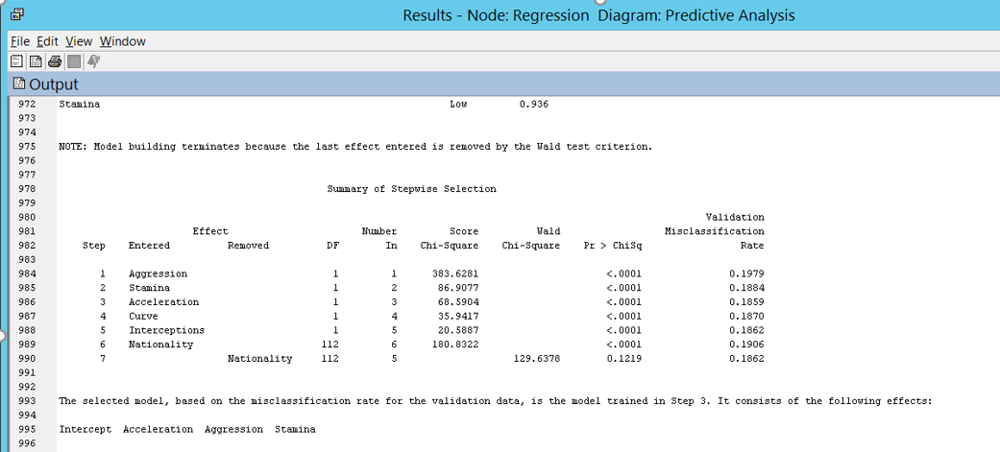 Results - Node: Regression  Diagram: Predictive Analysis
File Edit View Window
Output
972 Stamina Low 0.936
973
974
975 NOTE: Model building terminates because the last effect entered is removed by the Wald test criterion.
976
977
978 Summary of Stepwise Selection
979
980 Validation
981 Effect Number Score Wald Misclassification
982 Step Entered Removed DF In Chi-Square Chi-Square Pr > ChiSq Rate
983
984 1 Aggression 1 1 383.6281 <.0001 0.1979
985 2 Stamina 1 2 86.9077 <.0001 0.1884
986 3 Acceleration 1 3 68.5904 <.0001 0.1859
987 4 Curve 1 4 35.9417 <.0001 0.1870
988 5 Interceptions 1 5 20.5887 <.0001 0.1862
989 6 Nationality 112 6 180.8322 <.0001 0.1906
990 7 Nationality 112 5 129.6378 0.1219 0.1862
991
992
993 The selected model, based on the misclassification rate for the validation data, is the model trained in Step 3. It consists of the following effects:
994
995 Intercept Acceleration Aggression Stamina
996